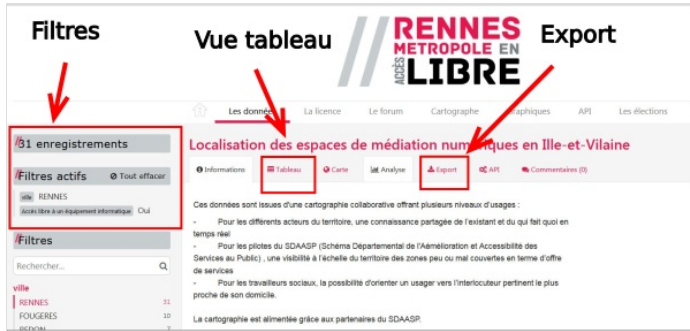 Filtres
Vue tableau
Export
ACCÈS
RENNES
METROPOLE EN
LIBRE
Les données La licence Le forum Cartographe API Les élections
31 enregistrements
Filtres actifs Tout effacer
ville RENNES
Accès libre à un équipement informatique Oui
Filtres
Rechercher...
ville
RENNES 31
FOUGERES 10
REDON 7
Localisation des espaces de médiation numériques en Ille-et-Vilaine
Informations Tableau Carte Analyse Export API Commentaires (0)
Ces données sont issues d'une cartographie collaborative offrant plusieurs niveaux d'usages :
- Pour les différents acteurs du territoire, une connaissance partagée de l'existant et du qui fait quoi en
temps réel
- Pour les pilotes du SDAASP (Schéma Départemental de l'Aémélioration et Accessibilité des
Services au Public) , une visibilité à l'échelle du territoire des zones peu ou mal couvertes en terme d'offre
de services
- Pour les travailleurs sociaux, la possibilité d'orienter un usager vers l'interlocuteur pertinent le plus
proche de son domicile.
La cartographie est alimentée grâce aux partenaires du SDAASP.